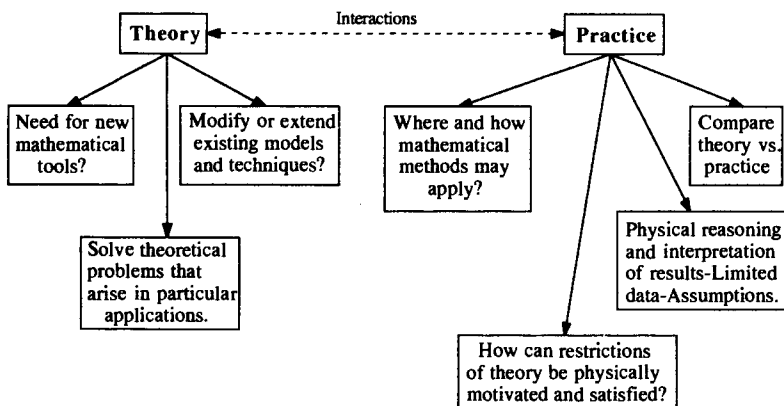 Interactions
Theory
Practice
Need for new
mathematical
tools?
Modify or extend
existing models
and techniques?
Solve theoretical
problems that
arise in particular
applications.
Where and how
mathematical
methods may
apply?
Compare
theory vs.
practice
Physical reasoning
and interpretation
of results-Limited
data-Assumptions.
How can restrictions
of theory be physically
motivated and satisfied?